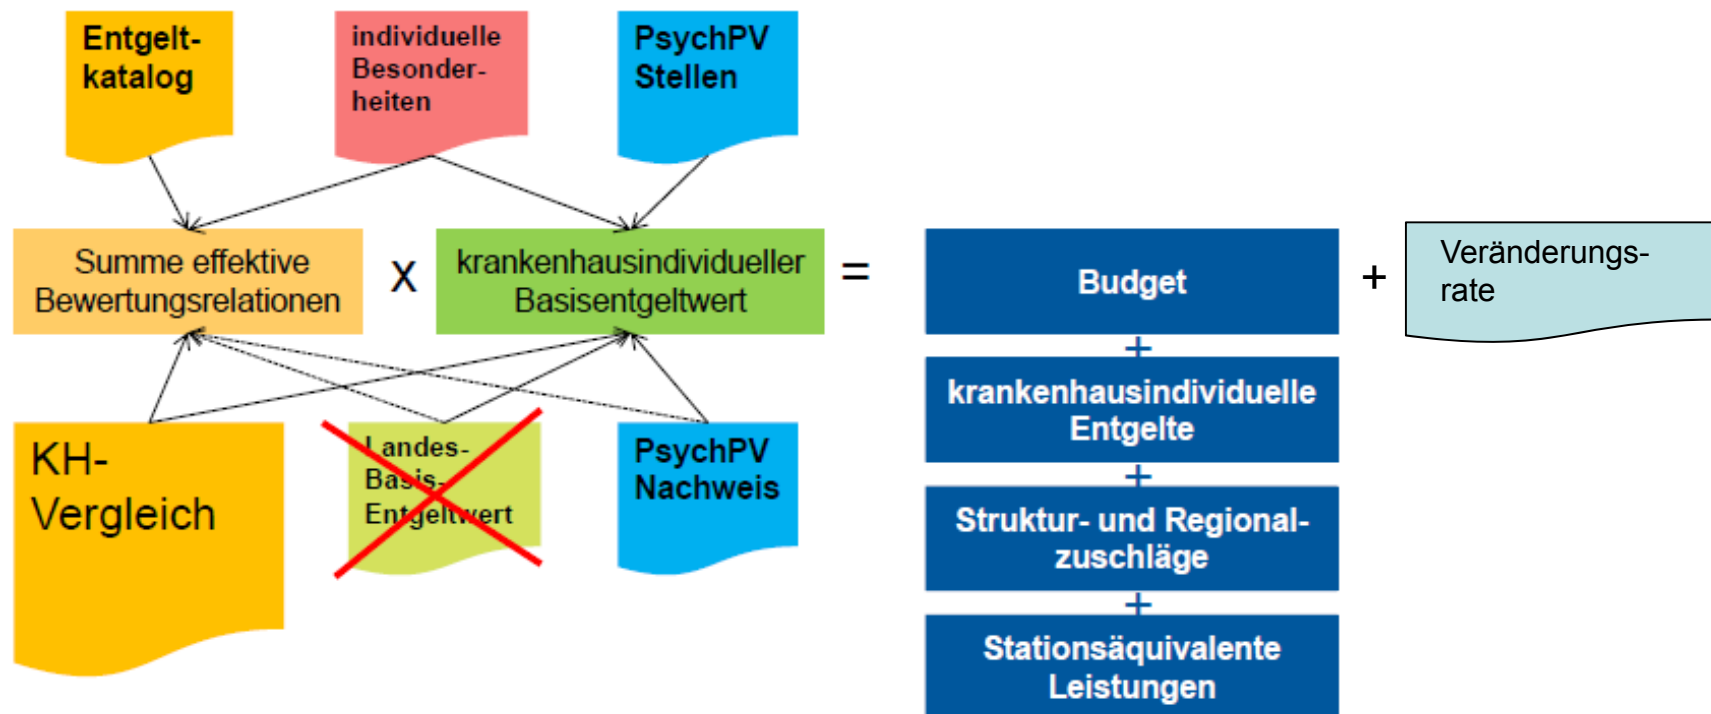 Entgelt-
katalog
individuelle
Besonder-
heiten
PsychPV
Stellen
Summe effektive
Bewertungsrelationen
x
krankenhausindividueller
Basisentgeltwert
=
Budget
+
Veränderungs-
rate
+
krankenhausindividuelle
Entgelte
+
Struktur- und Regional-
zuschläge
+
Stationsäquivalente
Leistungen
KH-
Vergleich
Landes-
Basis-
Entgeltwert
PsychPV
Nachweis